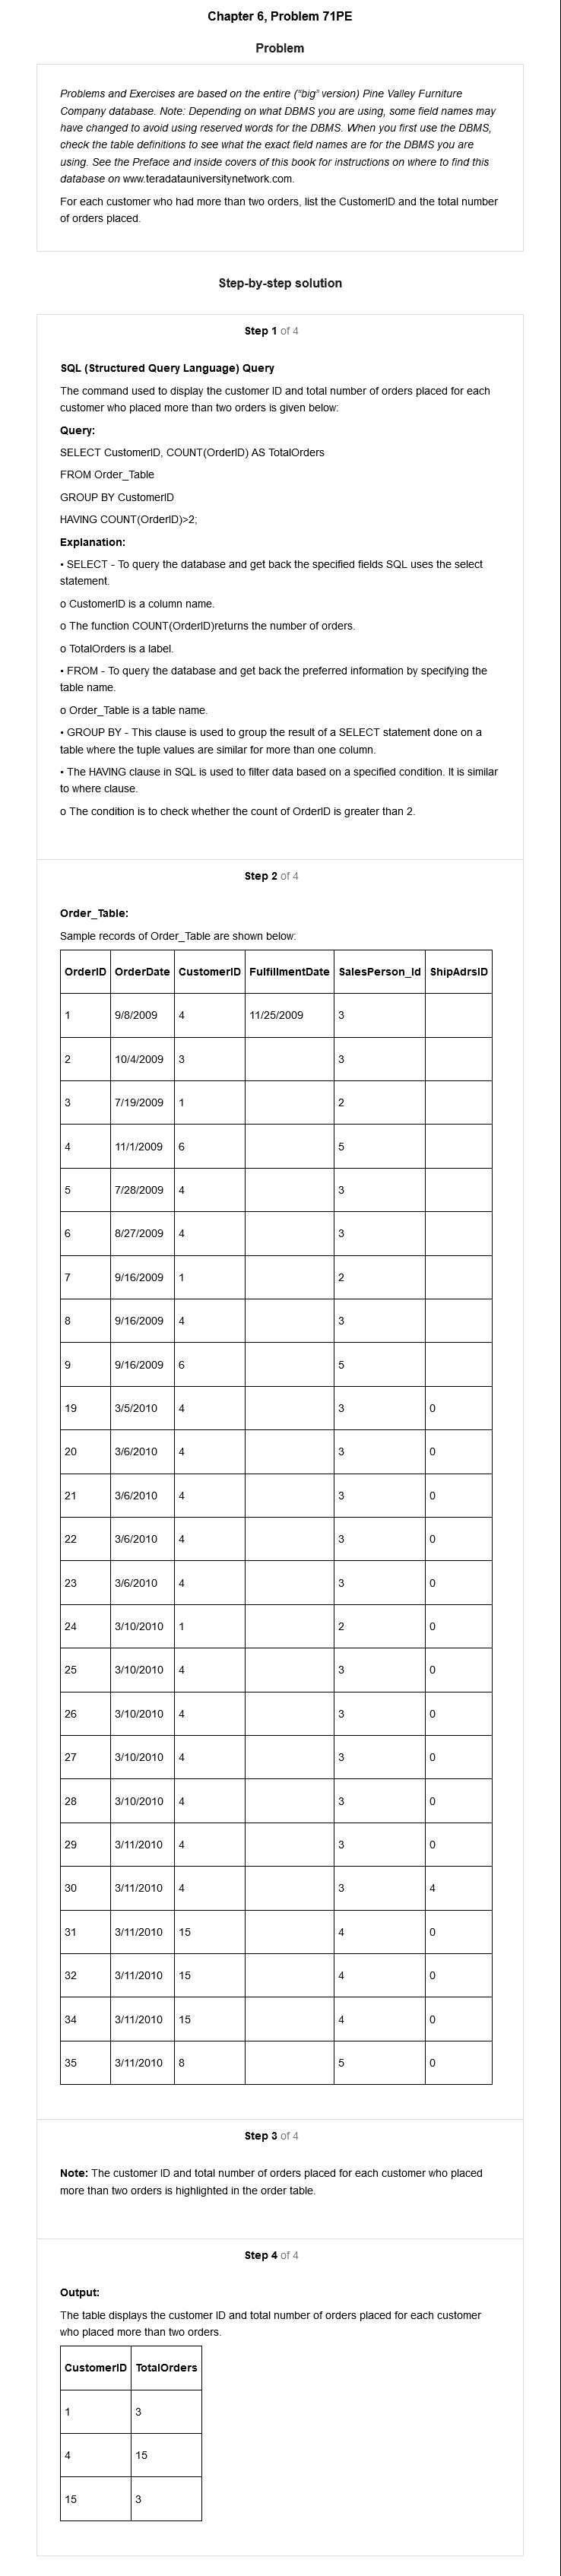 Chapter 6, Problem 71PE
Problem
Problems and Exercises are based on the entire ("big" version) Pine Valley Furniture
Company database. Note: Depending on what DBMS you are using, some field names may
have changed to avoid using reserved words for the DBMS. When you first use the DBMS,
check the table definitions to see what the exact field names are for the DBMS you are
using. See the Preface and inside covers of this book for instructions on where to find this
database on www.teradatauniversitynetwork.com.
For each customer who had more than two orders, list the CustomerID and the total number
of orders placed.
Step-by-step solution
Step 1 of 4
SQL (Structured Query Language) Query
The command used to display the customer ID and total number of orders placed for each
customer who placed more than two orders is given below:
Query:
SELECT CustomerID, COUNT(OrderID) AS TotalOrders
FROM Order_Table
GROUP BY CustomerID
HAVING COUNT(OrderID)>2;
Explanation:
• SELECT - To query the database and get back the specified fields SQL uses the select
statement.
o CustomerID is a column name.
o The function COUNT(OrderID)returns the number of orders.
o TotalOrders is a label.
• FROM - To query the database and get back the preferred information by specifying the
table name.
o Order_Table is a table name.
• GROUP BY - This clause is used to group the result of a SELECT statement done on a
table where the tuple values are similar for more than one column.
• The HAVING clause in SQL is used to filter data based on a specified condition. It is similar
to where clause.
o The condition is to check whether the count of OrderID is greater than 2.
Step 2 of 4
Order_Table:
Sample records of Order_Table are shown below:
OrderID OrderDate CustomerID FulfillmentDate SalesPerson_Id ShipAdrsID
1 9/8/2009 4 11/25/2009 3
2 10/4/2009 3 3
3 7/19/2009 1 2
4 11/1/2009 6 5
5 7/28/2009 4 3
6 8/27/2009 4 3
7 9/16/2009 1 2
8 9/16/2009 4 3
9 9/16/2009 6 5
19 3/5/2010 4 3 0
20 3/6/2010 4 3 0
21 3/6/2010 4 3 0
22 3/6/2010 4 3 0
23 3/6/2010 4 3 0
24 3/10/2010 1 2 0
25 3/10/2010 4 3 0
26 3/10/2010 4 3 0
27 3/10/2010 4 3 0
28 3/10/2010 4 3 0
29 3/11/2010 4 3 0
30 3/11/2010 4 3 4
31 3/11/2010 15 4 0
32 3/11/2010 15 4 0
34 3/11/2010 15 4 0
35 3/11/2010 8 5 0
Step 3 of 4
Note: The customer ID and total number of orders placed for each customer who placed
more than two orders is highlighted in the order table.
Step 4 of 4
Output:
The table displays the customer ID and total number of orders placed for each customer
who placed more than two orders.
CustomerID TotalOrders
1 3
4 15
15 3